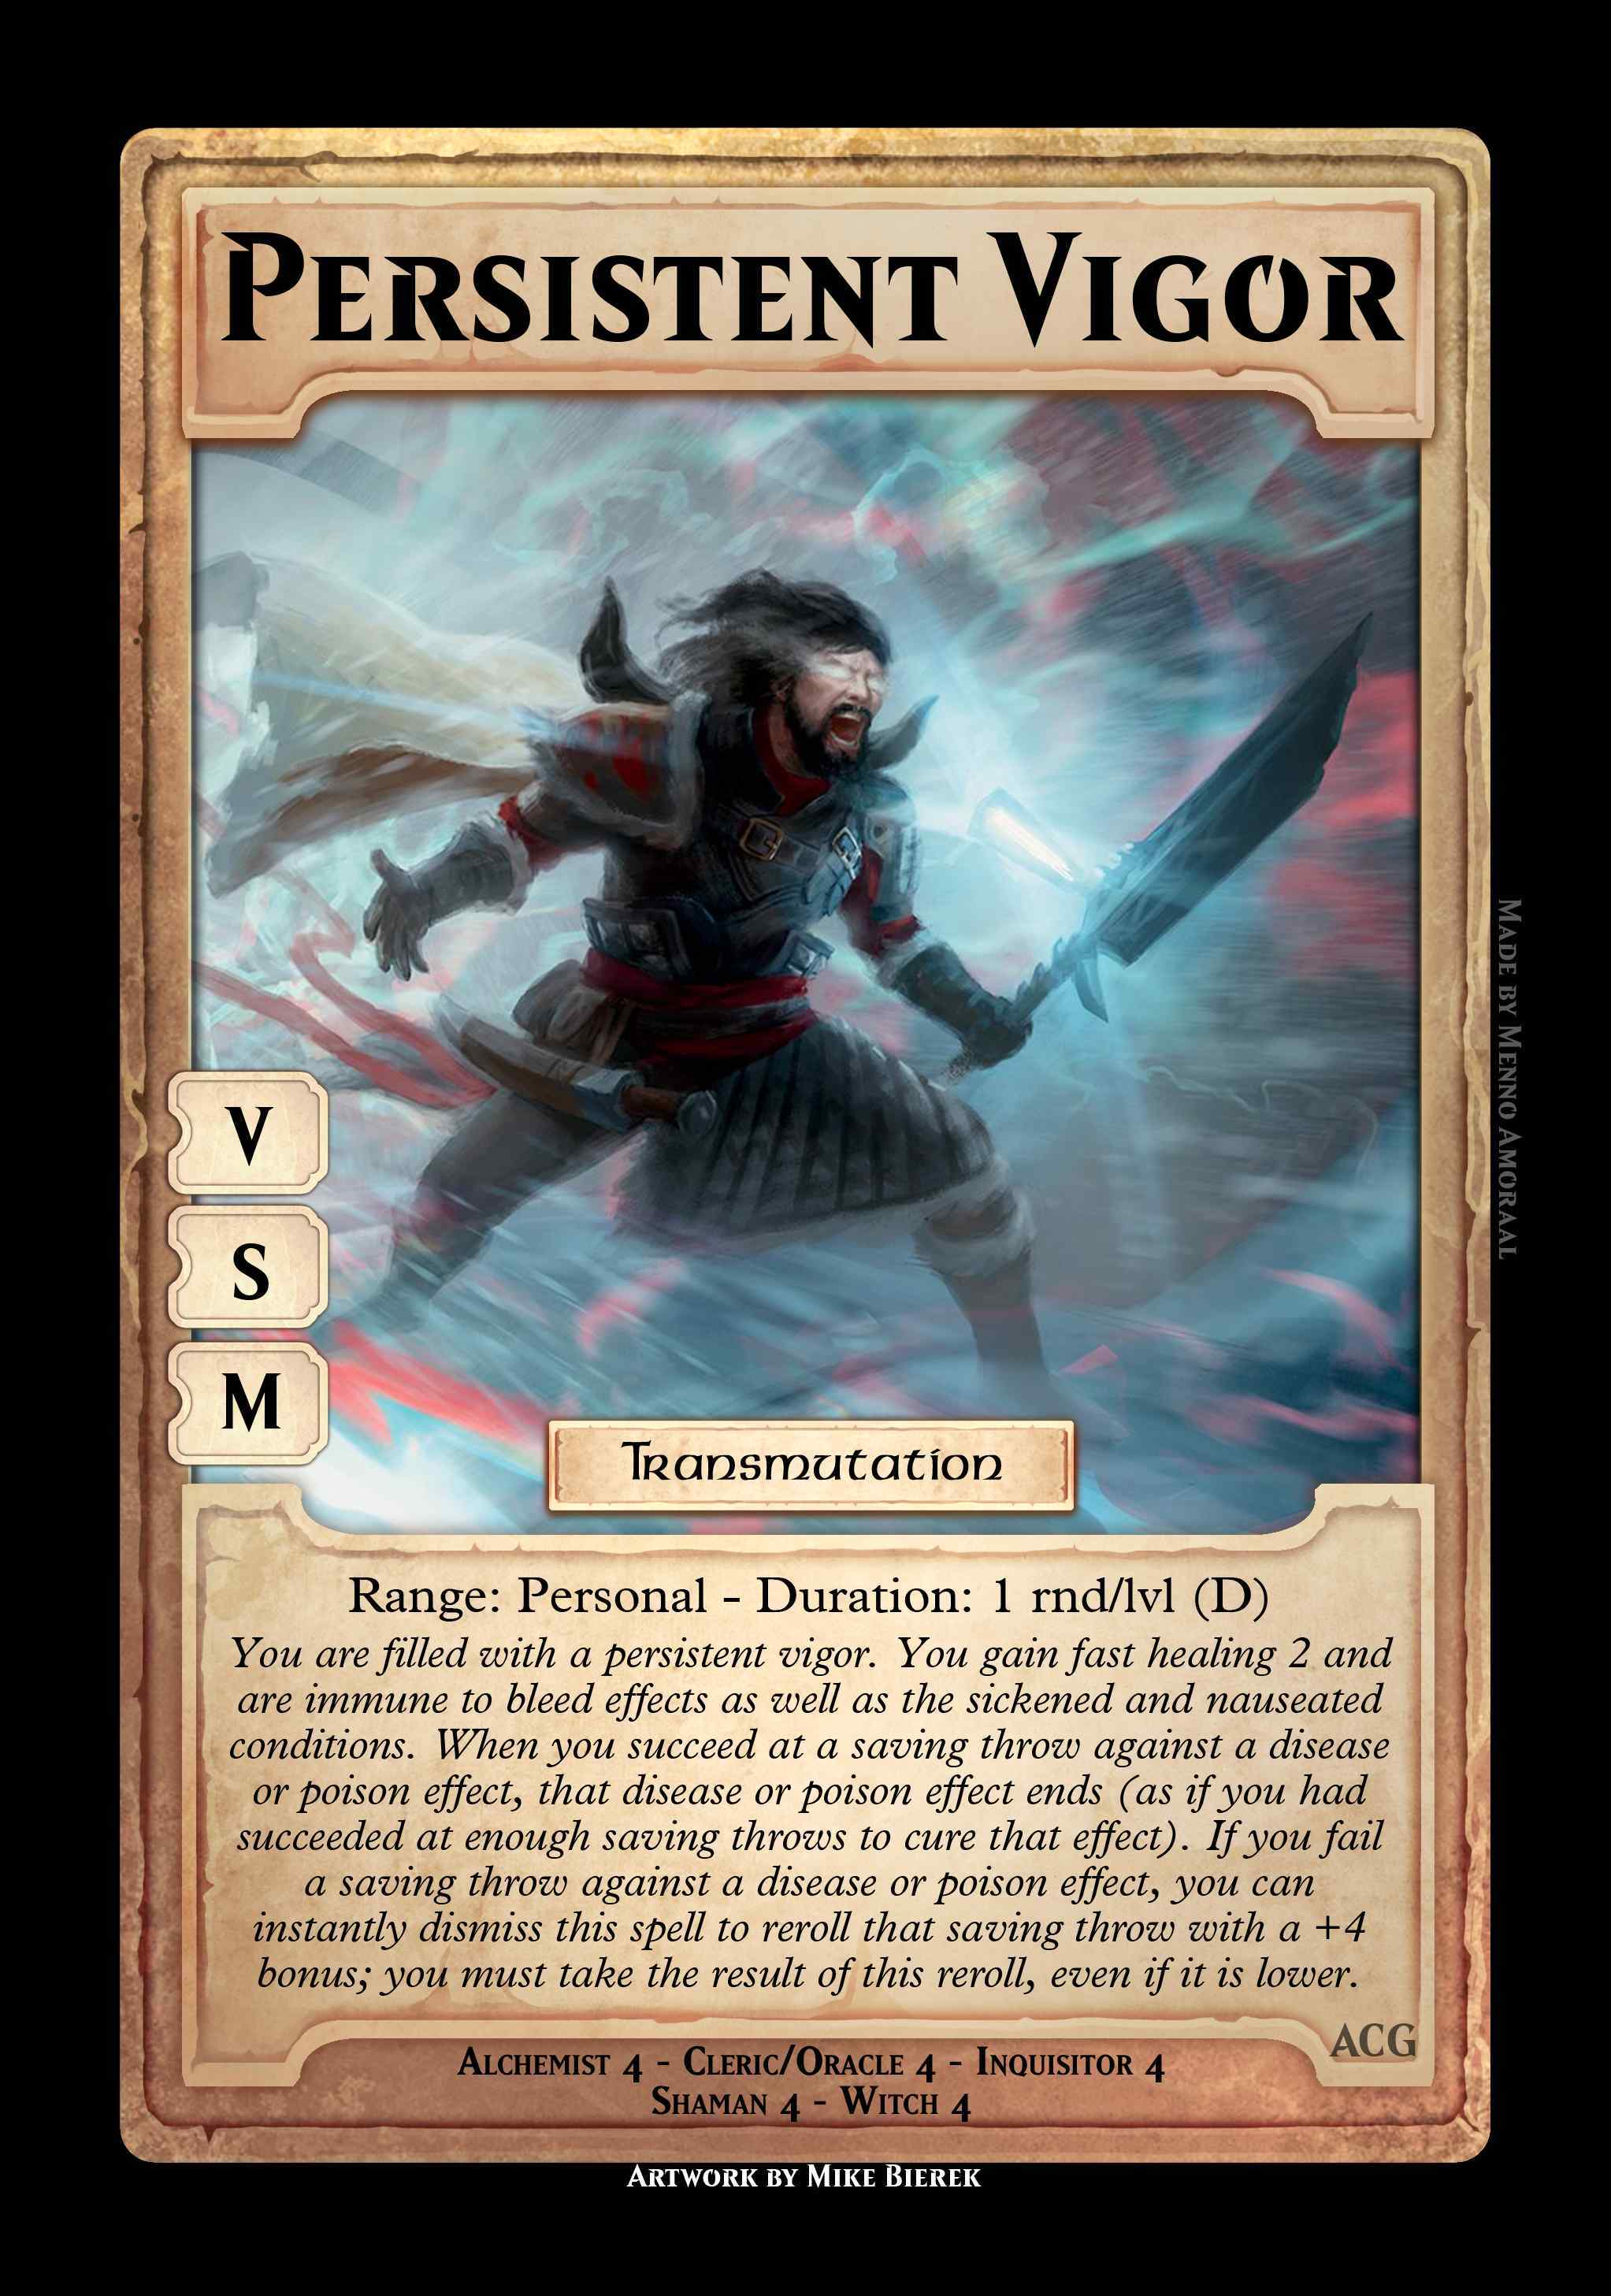 PERSISTENT VIGOR
V
S
M
Transmutation
Range: Personal - Duration: 1 rnd/lvl (D)
You are filled with a persistent vigor. You gain fast healing 2 and
are immune to bleed effects as well as the sickened and nauseated
conditions. When you succeed at a saving throw against a disease
or poison effect, that disease or poison effect ends (as if you had
succeeded at enough saving throws to cure that effect). If you fail
a saving throw against a disease or poison effect, you can
instantly dismiss this spell to reroll that saving throw with a +4
bonus; you must take the result of this reroll, even if it is lower.
ACG
ALCHEMIST 4 - CLERIC/ORACLE 4 - INQUISITOR 4
SHAMAN 4 - WITCH 4
ARTWORK BY MIKE BIEREK
MADE BY MENNO AMORAAL